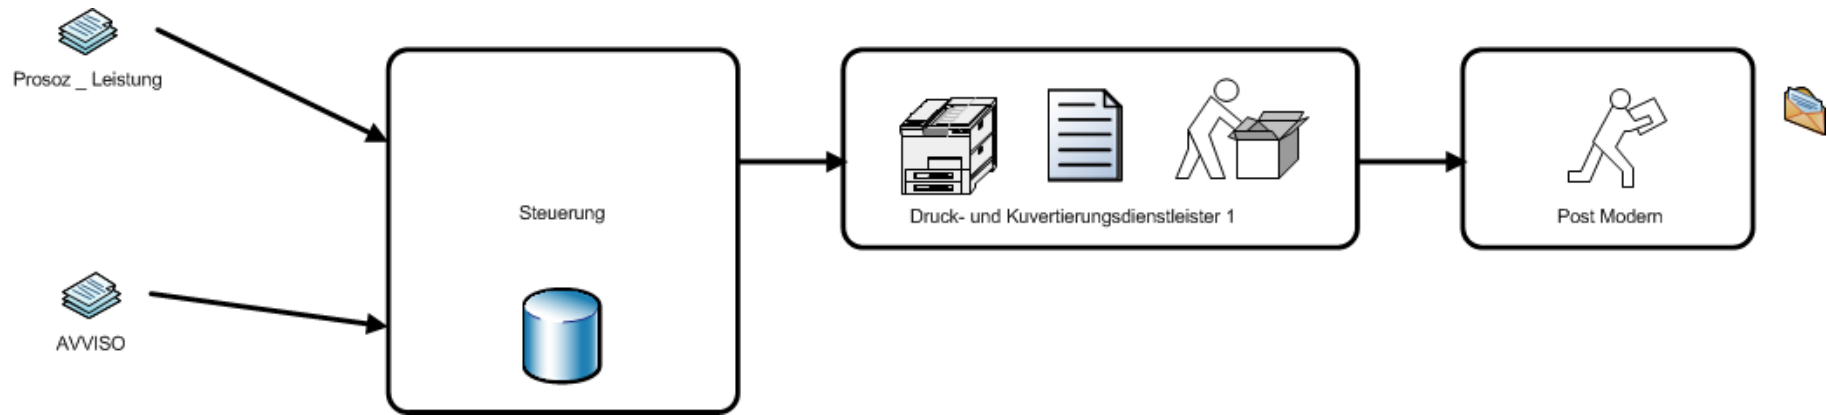 Prosoz _ Leistung
Steuerung
Druck- und Kuvertierungsdienstleister 1
Post Modern
AVVISO